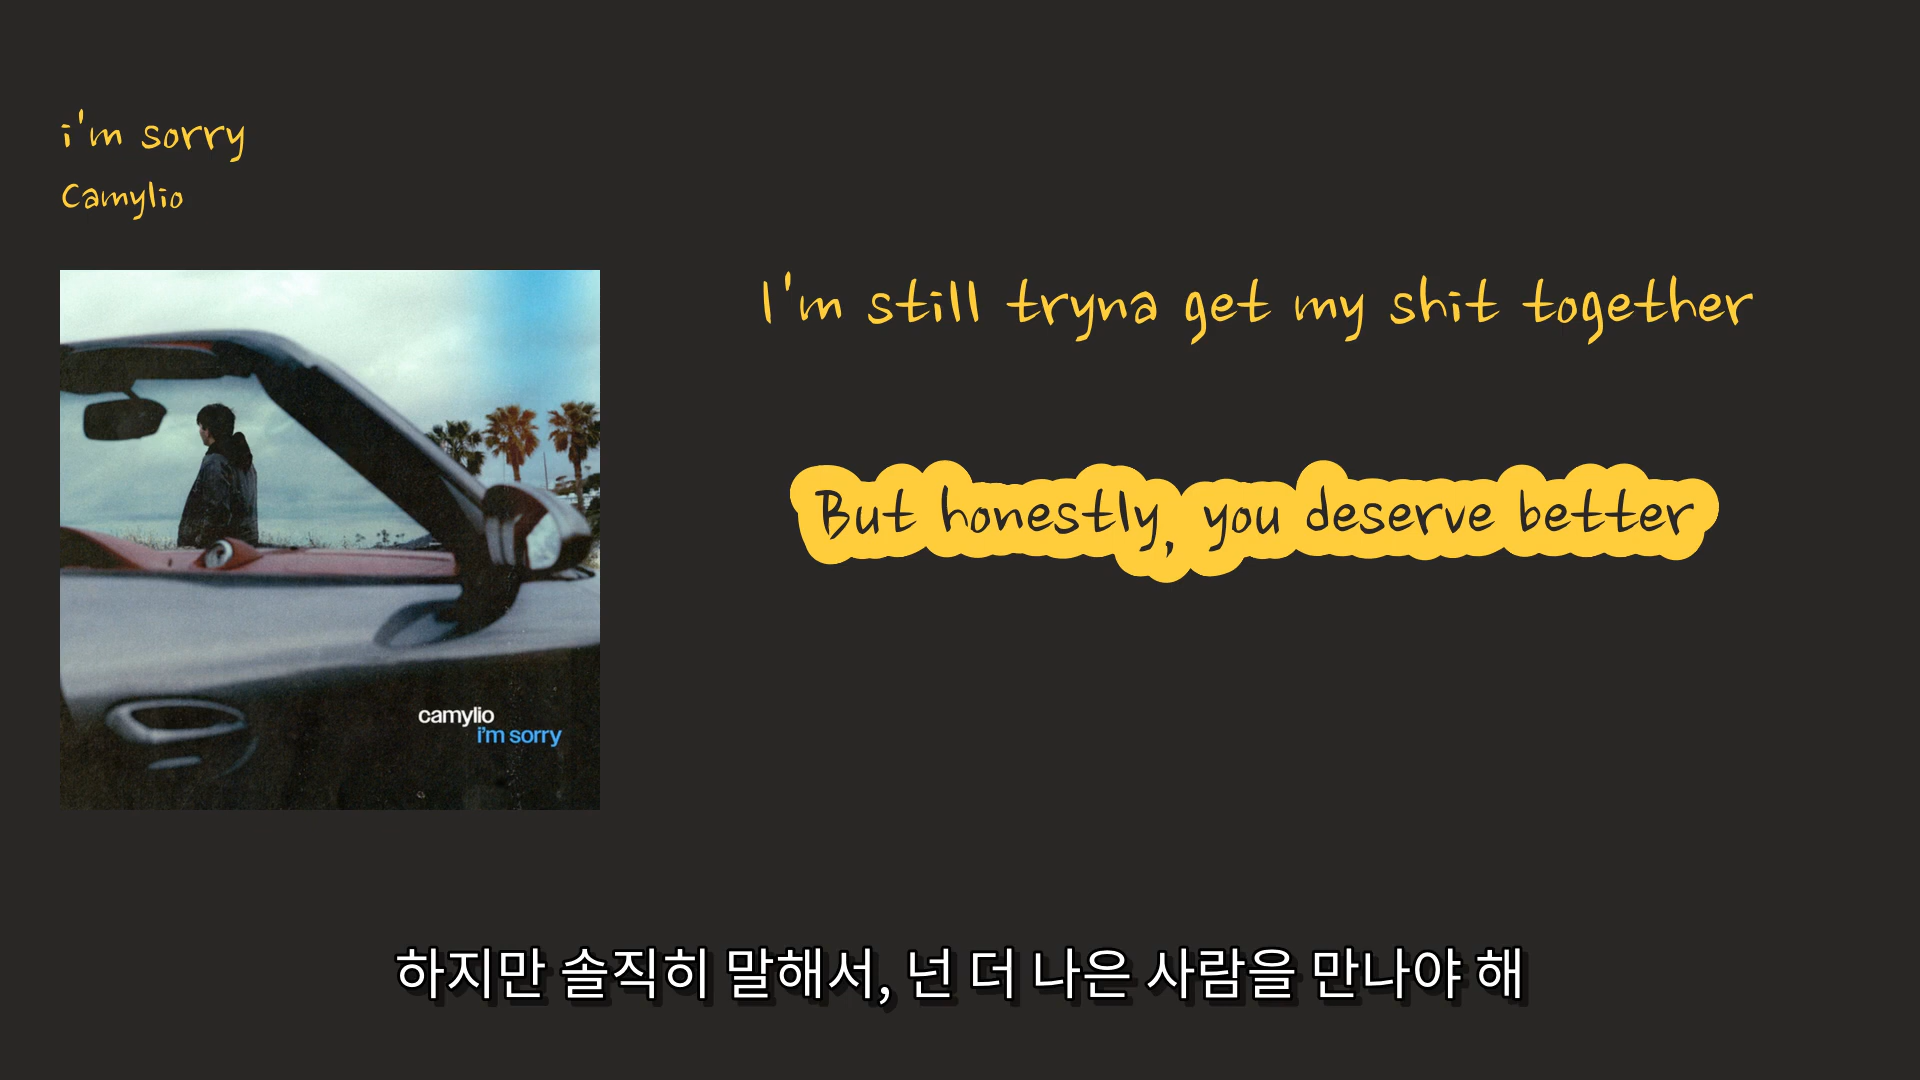 i'm sorry
Camylio
I'm still tryna get my shit together
But honestly, you deserve better
camylio
i'm sorry
하지만 솔직히 말해서, 넌 더 나은 사람을 만나야 해